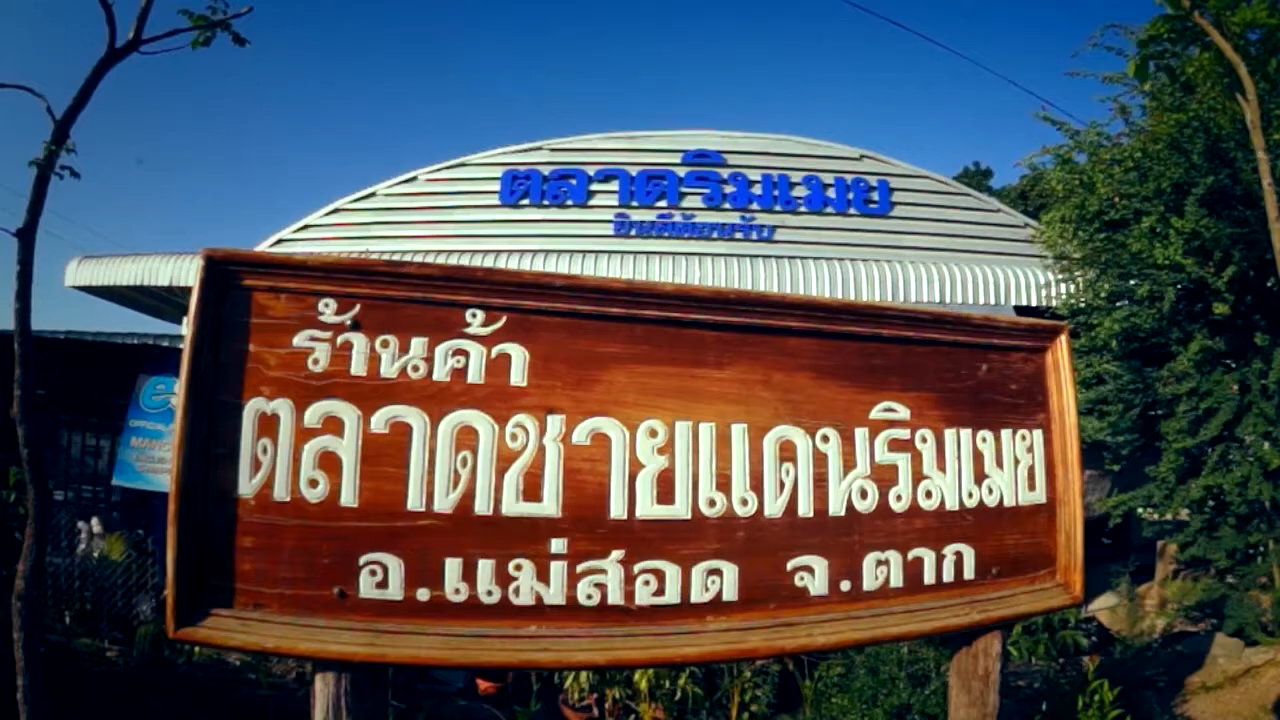 ตลาดริมเมย
ยินดีต้อนรับ
ร้านค้า
ตลาดชายแดนริมเมย
อ.แม่สอด จ.ตาก